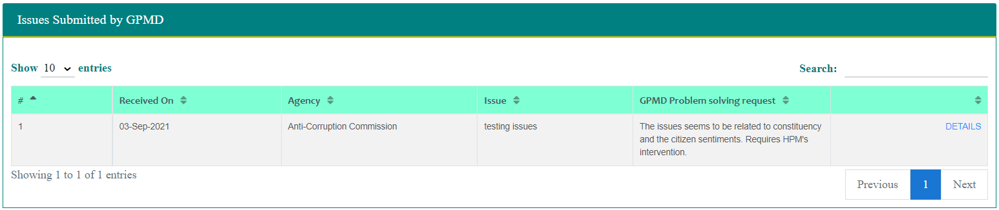 Issues Submitted by GPMD
Show 10 entries
Search:
# Received On Agency Issue GPMD Problem solving request
1 03-Sep-2021 Anti-Corruption Commission testing issues The issues seems to be related to constituency DETAILS
and the citizen sentiments. Requires HPM's
intervention.
Showing 1 to 1 of 1 entries
Previous 1 Next